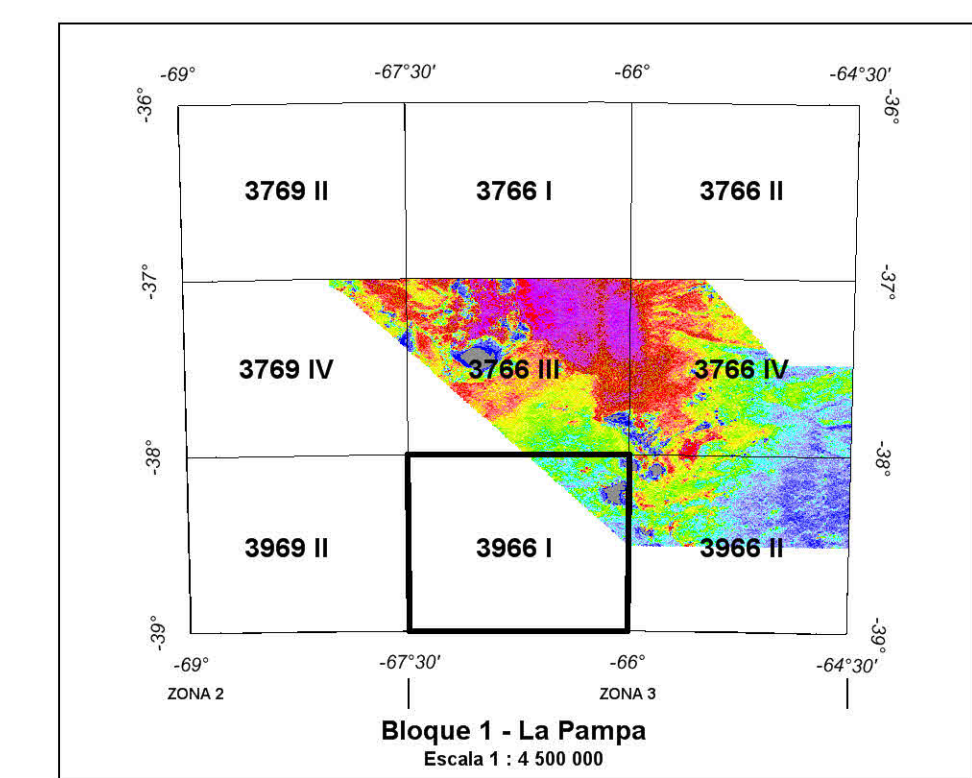 -69° -67°30' -66° -64°30'
-36° -36°
3769 II 3766 I 3766 II
-37° -37°
3769 IV 3766 III 3766 IV
-38° -38°
3969 II 3966 I 3966 II
-39° -39°
-69° -67°30' -66° -64°30'
ZONA 2 ZONA 3
Bloque 1 - La Pampa
Escala 1 : 4 500 000